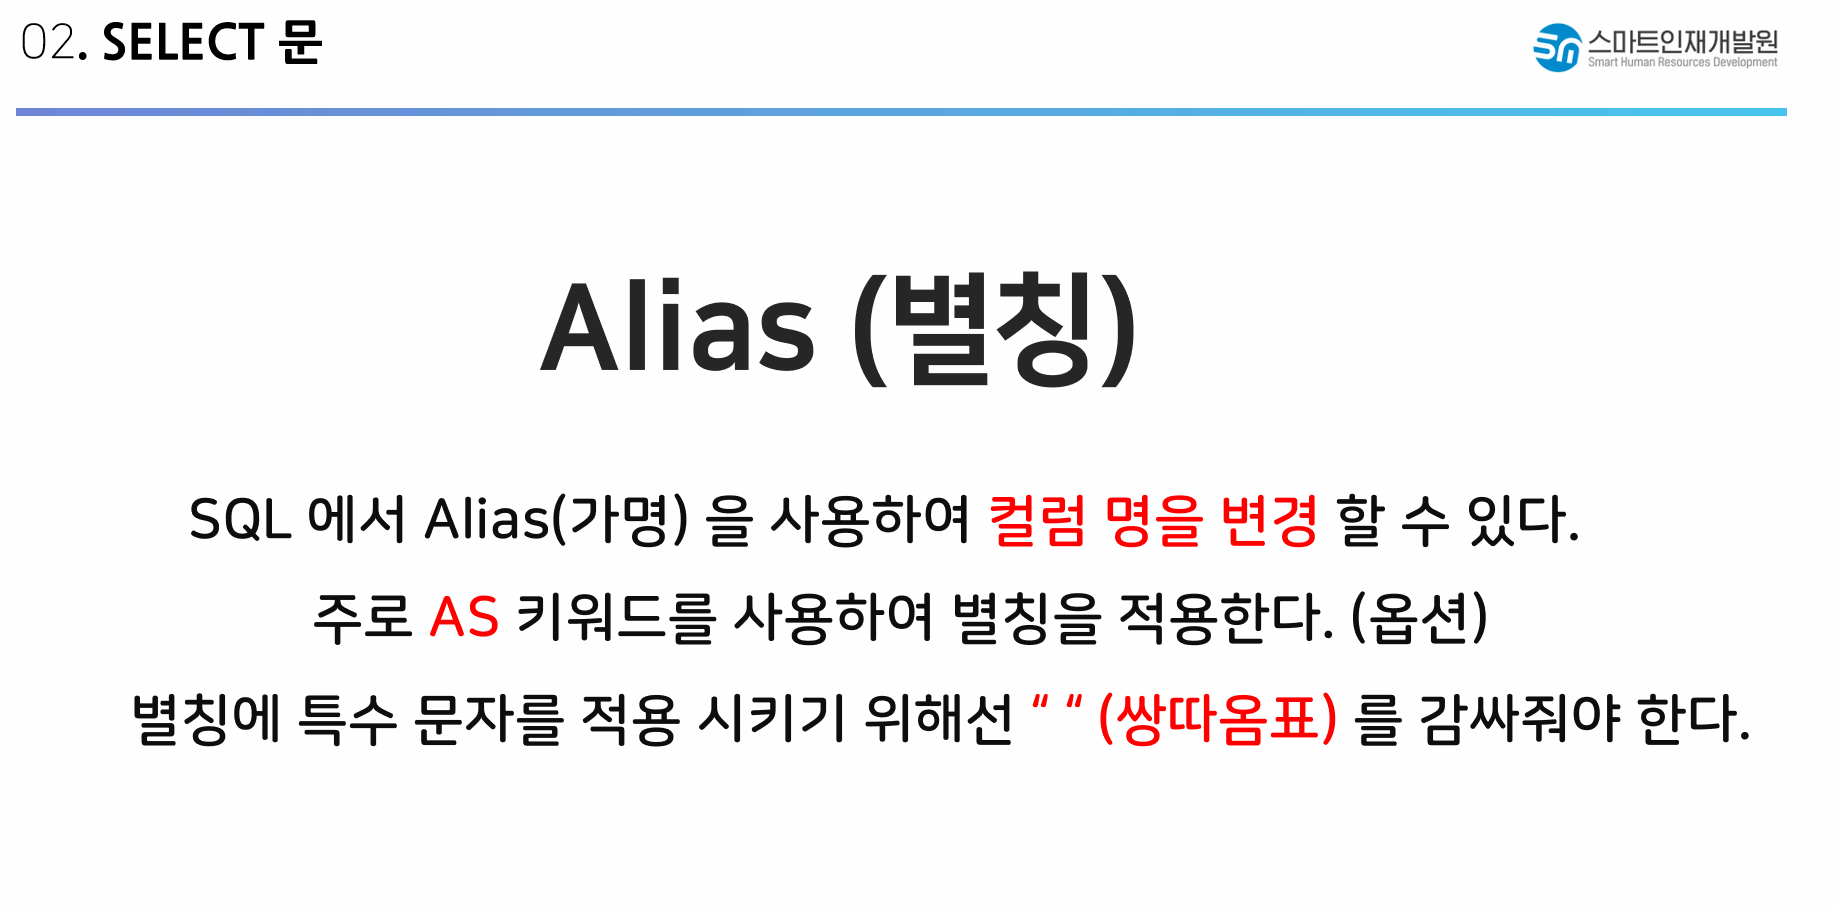 02. SELECT 문
스마트인재개발원
Smart Human Resources Development
Alias (별칭)
SQL 에서 Alias(가명) 을 사용하여 컬럼 명을 변경 할 수 있다.
주로 AS 키워드를 사용하여 별칭을 적용한다. (옵션)
별칭에 특수 문자를 적용 시키기 위해선 “ “ (쌍따옴표) 를 감싸줘야 한다.